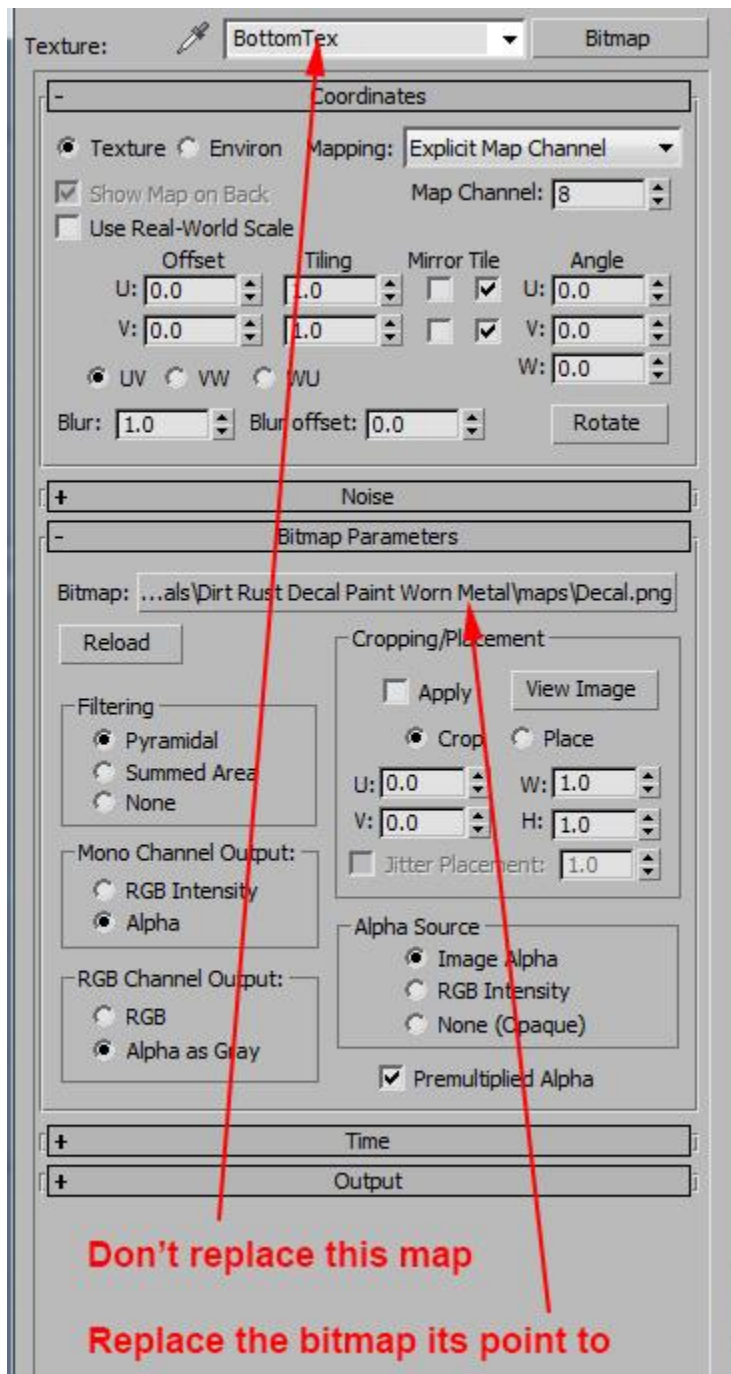 Texture: BottomTex Bitmap
- Coordinates
Texture Environ Mapping: Explicit Map Channel
Show Map on Back Map Channel: 8
Use Real-World Scale
Offset Tiling Mirror Tile Angle
U: 0.0 1.0 U: 0.0
V: 0.0 1.0 V: 0.0
UV VW WU W: 0.0
Blur: 1.0 Blur offset: 0.0 Rotate
+ Noise
- Bitmap Parameters
Bitmap: ...als\Dirt Rust Decal Paint Worn Metal\maps\Decal.png
Reload
Cropping/Placement
Apply View Image
Crop Place
U: 0.0 W: 1.0
V: 0.0 H: 1.0
Jitter Placement: 1.0
Filtering
Pyramidal
Summed Area
None
Mono Channel Output:
RGB Intensity
Alpha
Alpha Source
Image Alpha
RGB Intensity
None (Opaque)
RGB Channel Output:
RGB
Alpha as Gray
Premultiplied Alpha
+ Time
+ Output
Don't replace this map
Replace the bitmap its point to